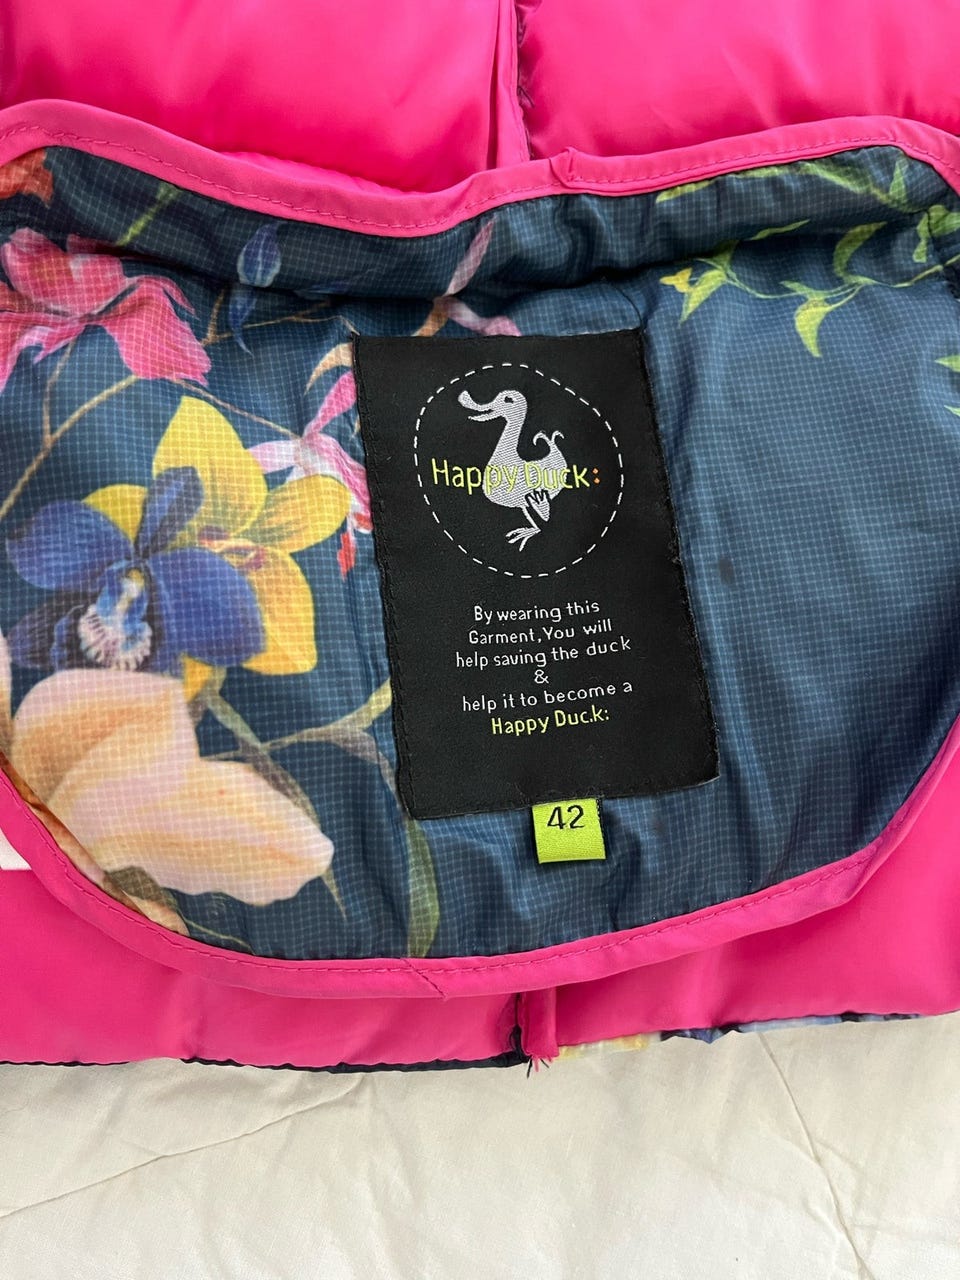 Happy Duck:
By wearing this
Garment,You will
help saving the duck
&
help it to become a
Happy Duc.k:
42